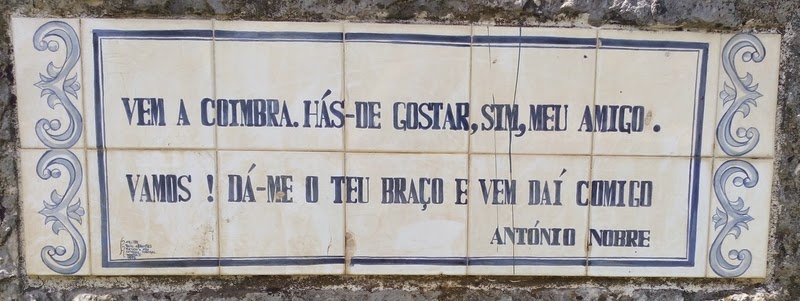 VEM A COIMBRA. HÁS-DE GOSTAR, SIM, MEU AMIGO.
VAMOS ! DÁ-ME O TEU BRAÇO E VEM DAÍ COMIGO
ANTÓNIO NOBRE